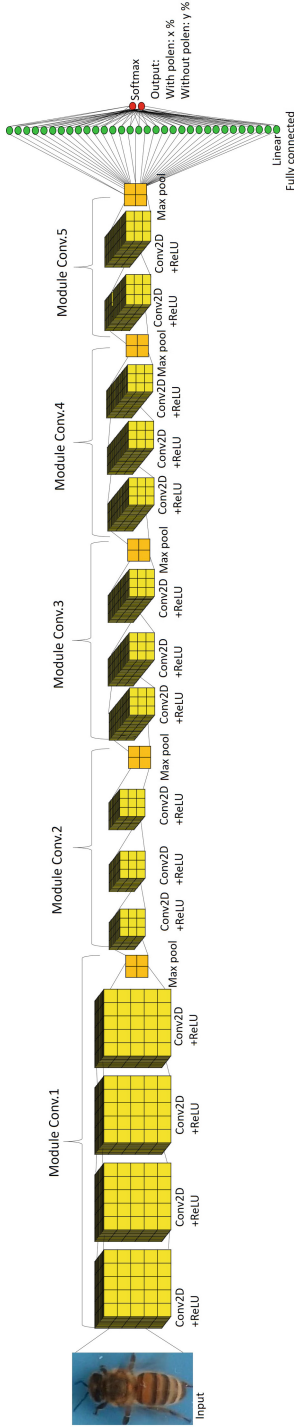 Input
Module Conv.1
Conv2D
+ReLU
Conv2D
+ReLU
Conv2D
+ReLU
Conv2D
+ReLU
Max pool
Module Conv.2
Conv2D
+ReLU
Conv2D
+ReLU
Conv2D
+ReLU
Max pool
Module Conv.3
Conv2D
+ReLU
Conv2D
+ReLU
Conv2D
+ReLU
Max pool
Module Conv.4
Conv2D
+ReLU
Conv2D
+ReLU
Conv2D
+ReLU
Max pool
Module Conv.5
Conv2D
+ReLU
Conv2D
+ReLU
Max pool
Linear
Fully connected
Softmax
Output:
With polen: x %
Without polen: y %